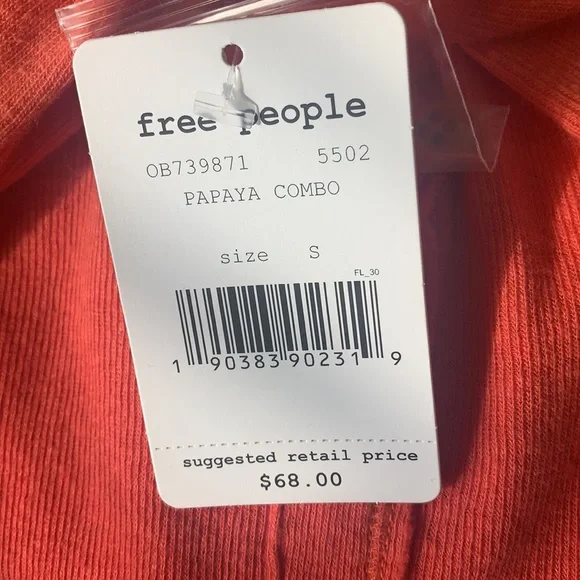 free people
OB739871 5502
PAPAYA COMBO
size S
FL_30
1 90383 90231 9
suggested retail price
$68.00